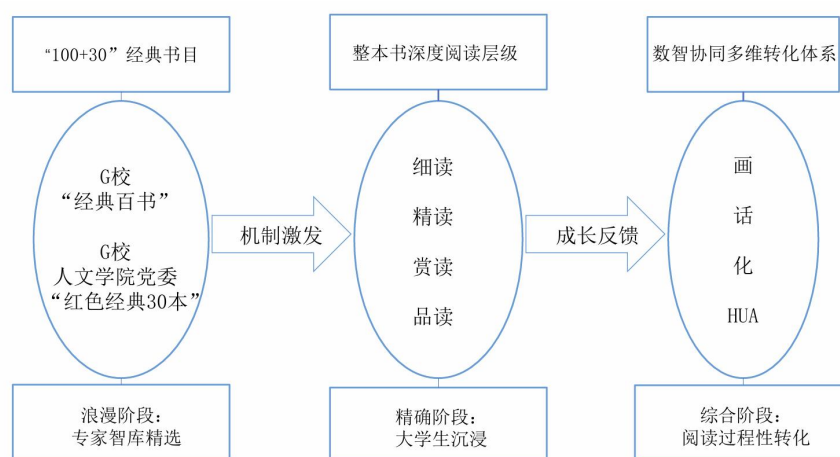 “100+30”经典书目
整本书深度阅读层级
数智协同多维转化体系
G校
“经典百书”
G校
人文学院党委
“红色经典30本”
机制激发
细读
精读
赏读
品读
成长反馈
画
话
化
HUA
浪漫阶段：
专家智库精选
精确阶段：
大学生沉浸
综合阶段：
阅读过程性转化